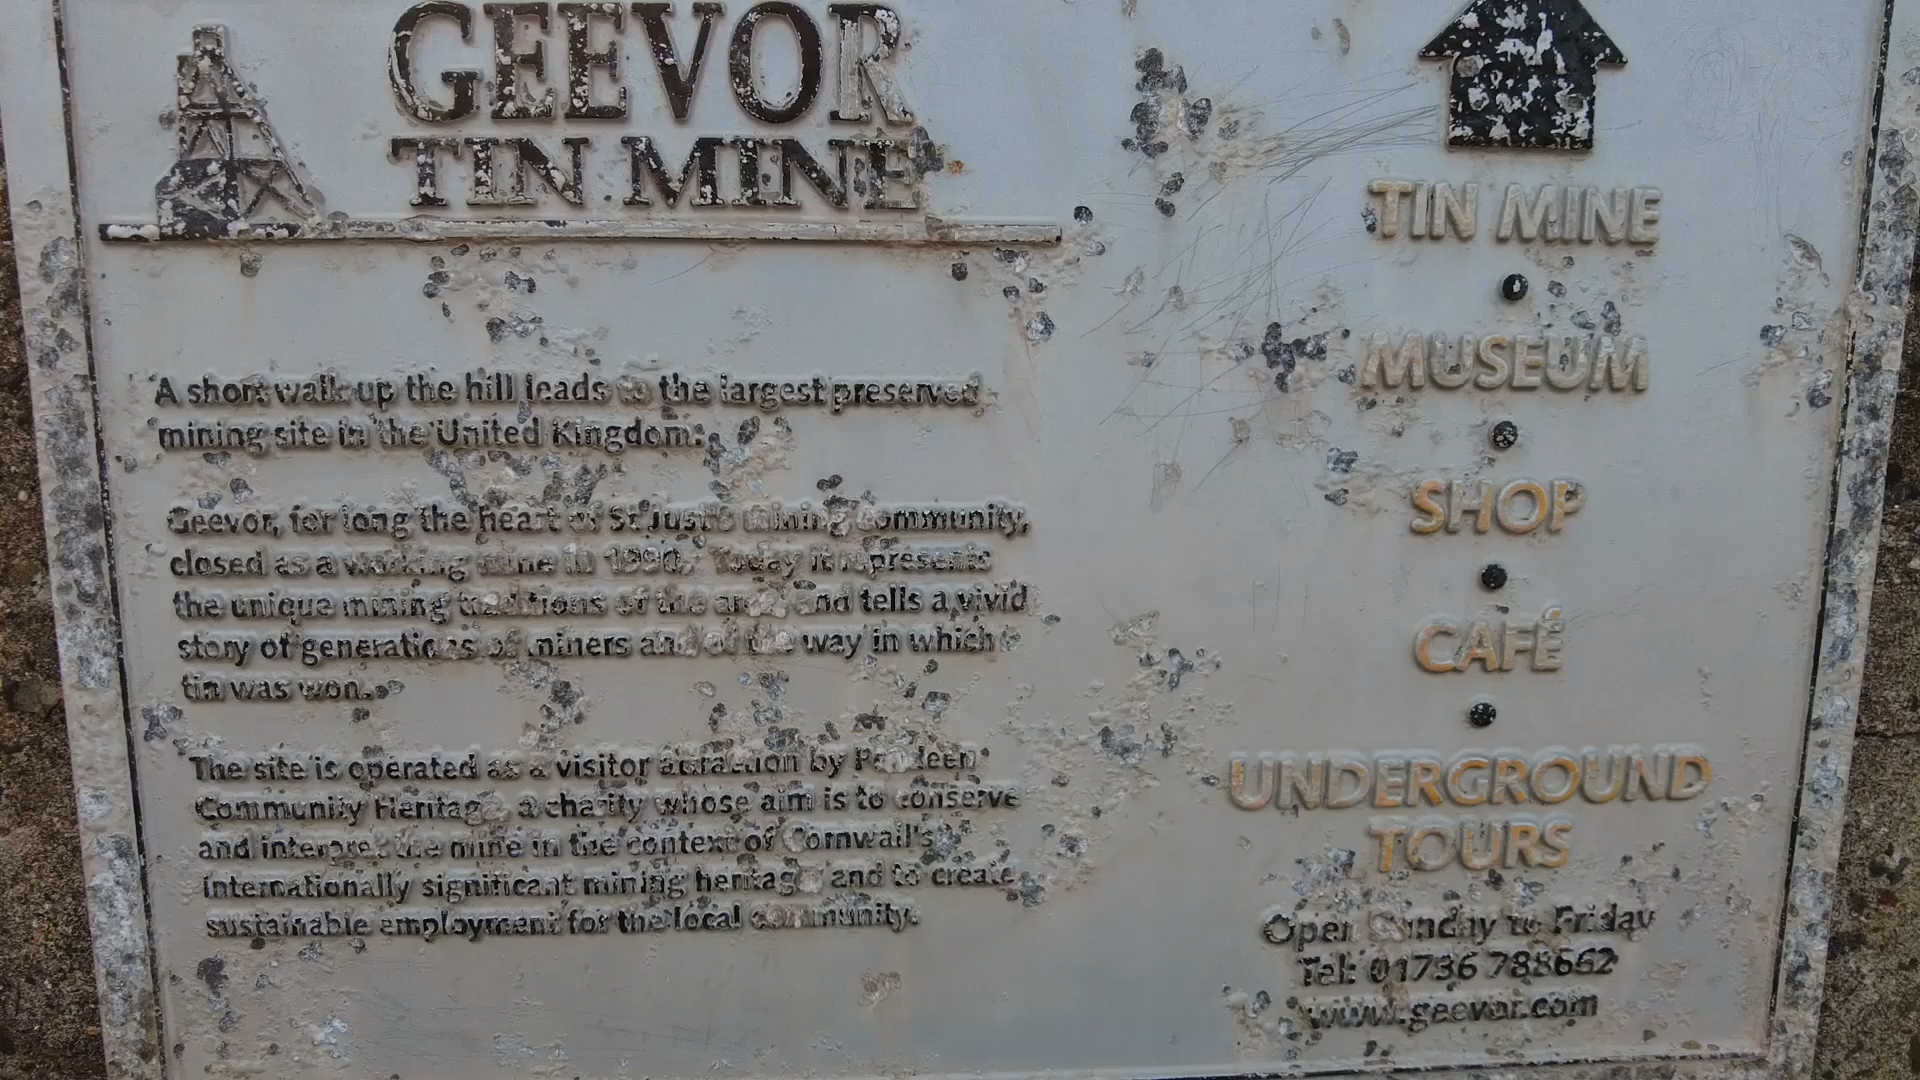 GEEVOR
TIN MINE
A short walk up the hill leads to the largest preserved
mining site in the United Kingdom.
Geevor, for long the heart of St Just's mining community,
closed as a working mine in 1990. Today it represents
the unique mining traditions of the area and tells a vivid
story of generations of miners and of the way in which
tin was won.
The site is operated as a visitor attraction by Pendeen
Community Heritage, a charity whose aim is to conserve
and interpret the mine in the context of Cornwall's
internationally significant mining heritage and to create
sustainable employment for the local community.
TIN MINE
MUSEUM
SHOP
CAFÉ
UNDERGROUND
TOURS
Open Sunday to Friday
Tel: 01736 788662
www.geevor.com